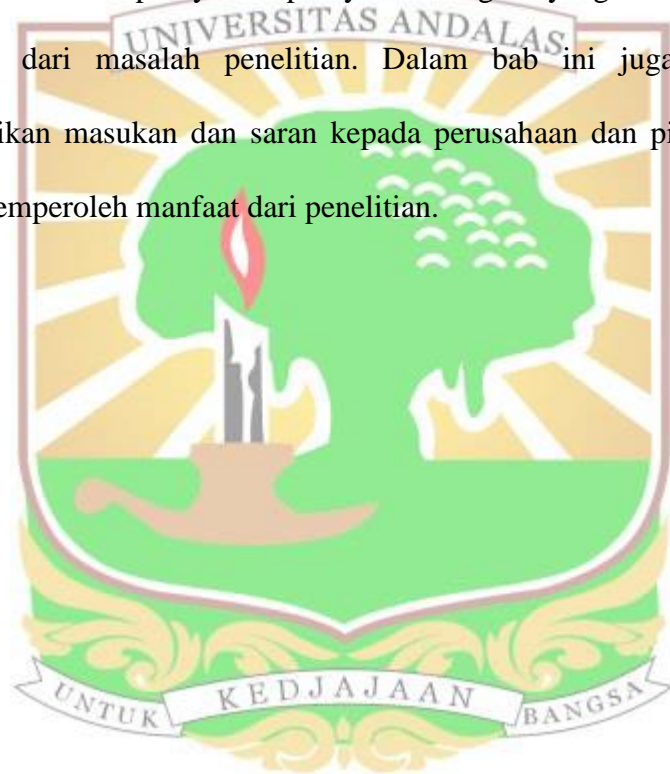 UNIVERSITAS ANDALAS
dari masalah penelitian. Dalam bab ini juga
ikan masukan dan saran kepada perusahaan dan pi
emperoleh manfaat dari penelitian.
UNTUK KEDJAJAAN BANGSA